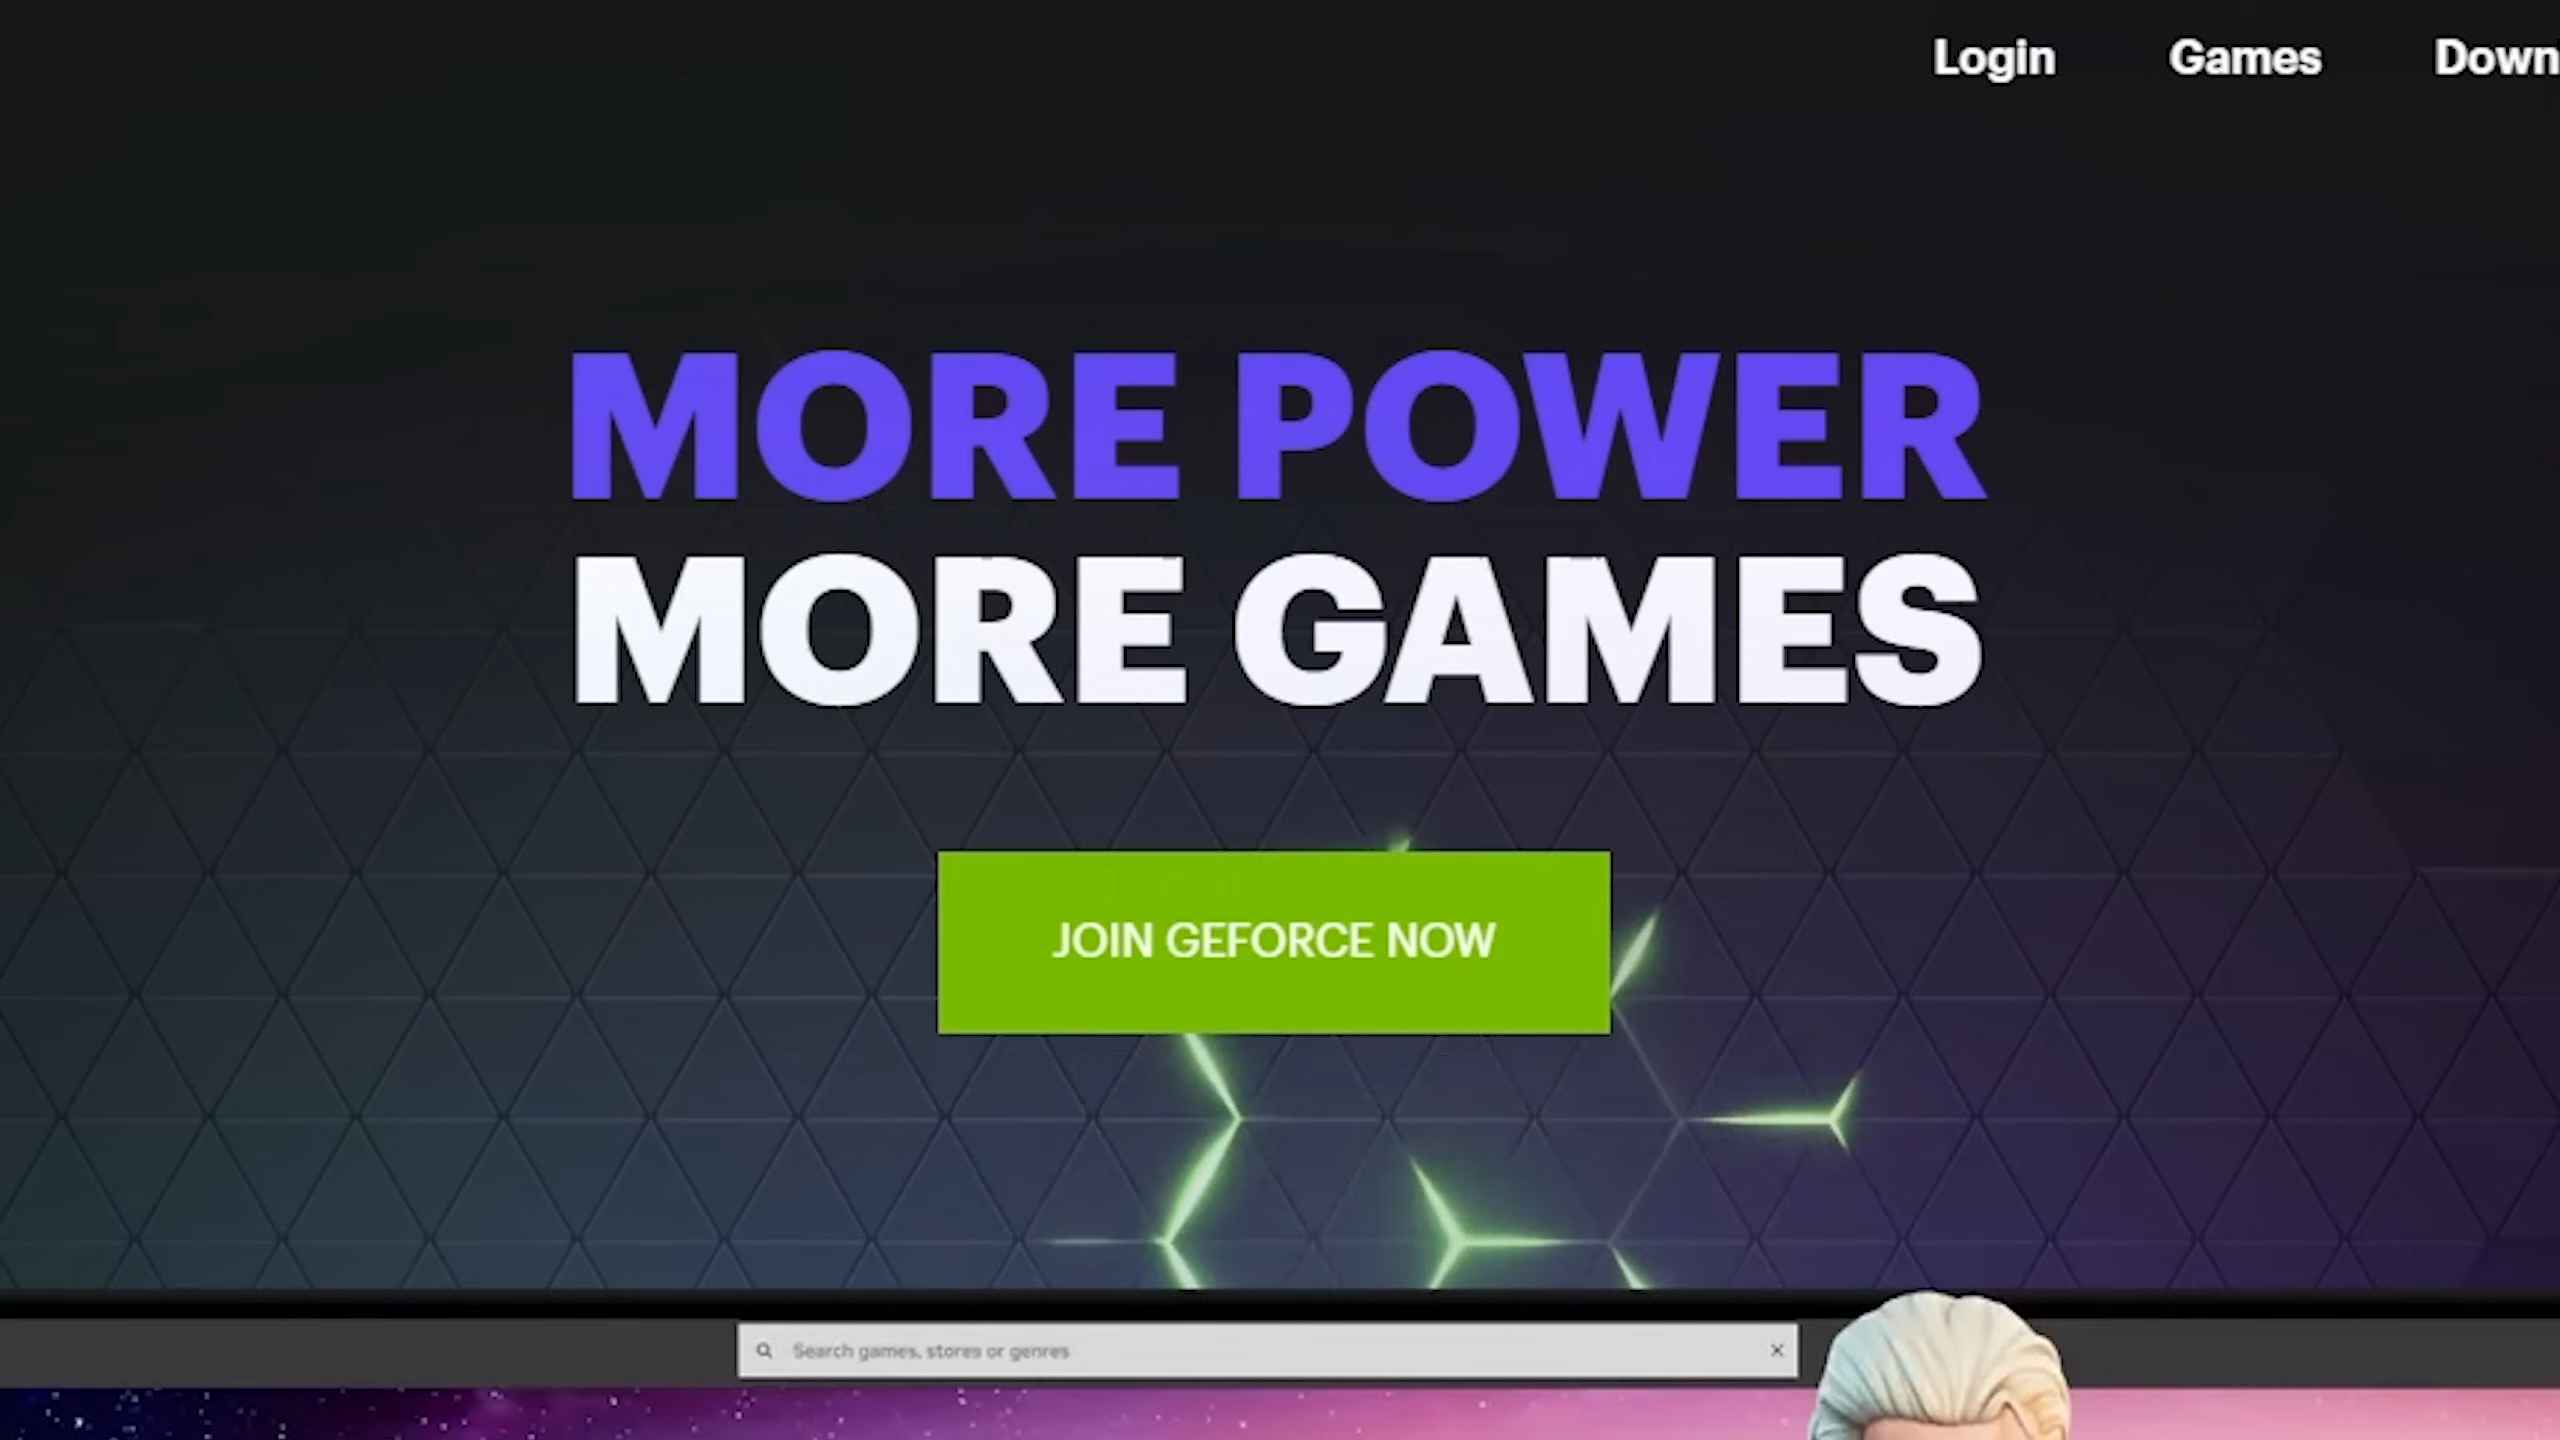 Login Games Down
MORE POWER
MORE GAMES
JOIN GEFORCE NOW
Search games, stores or genres